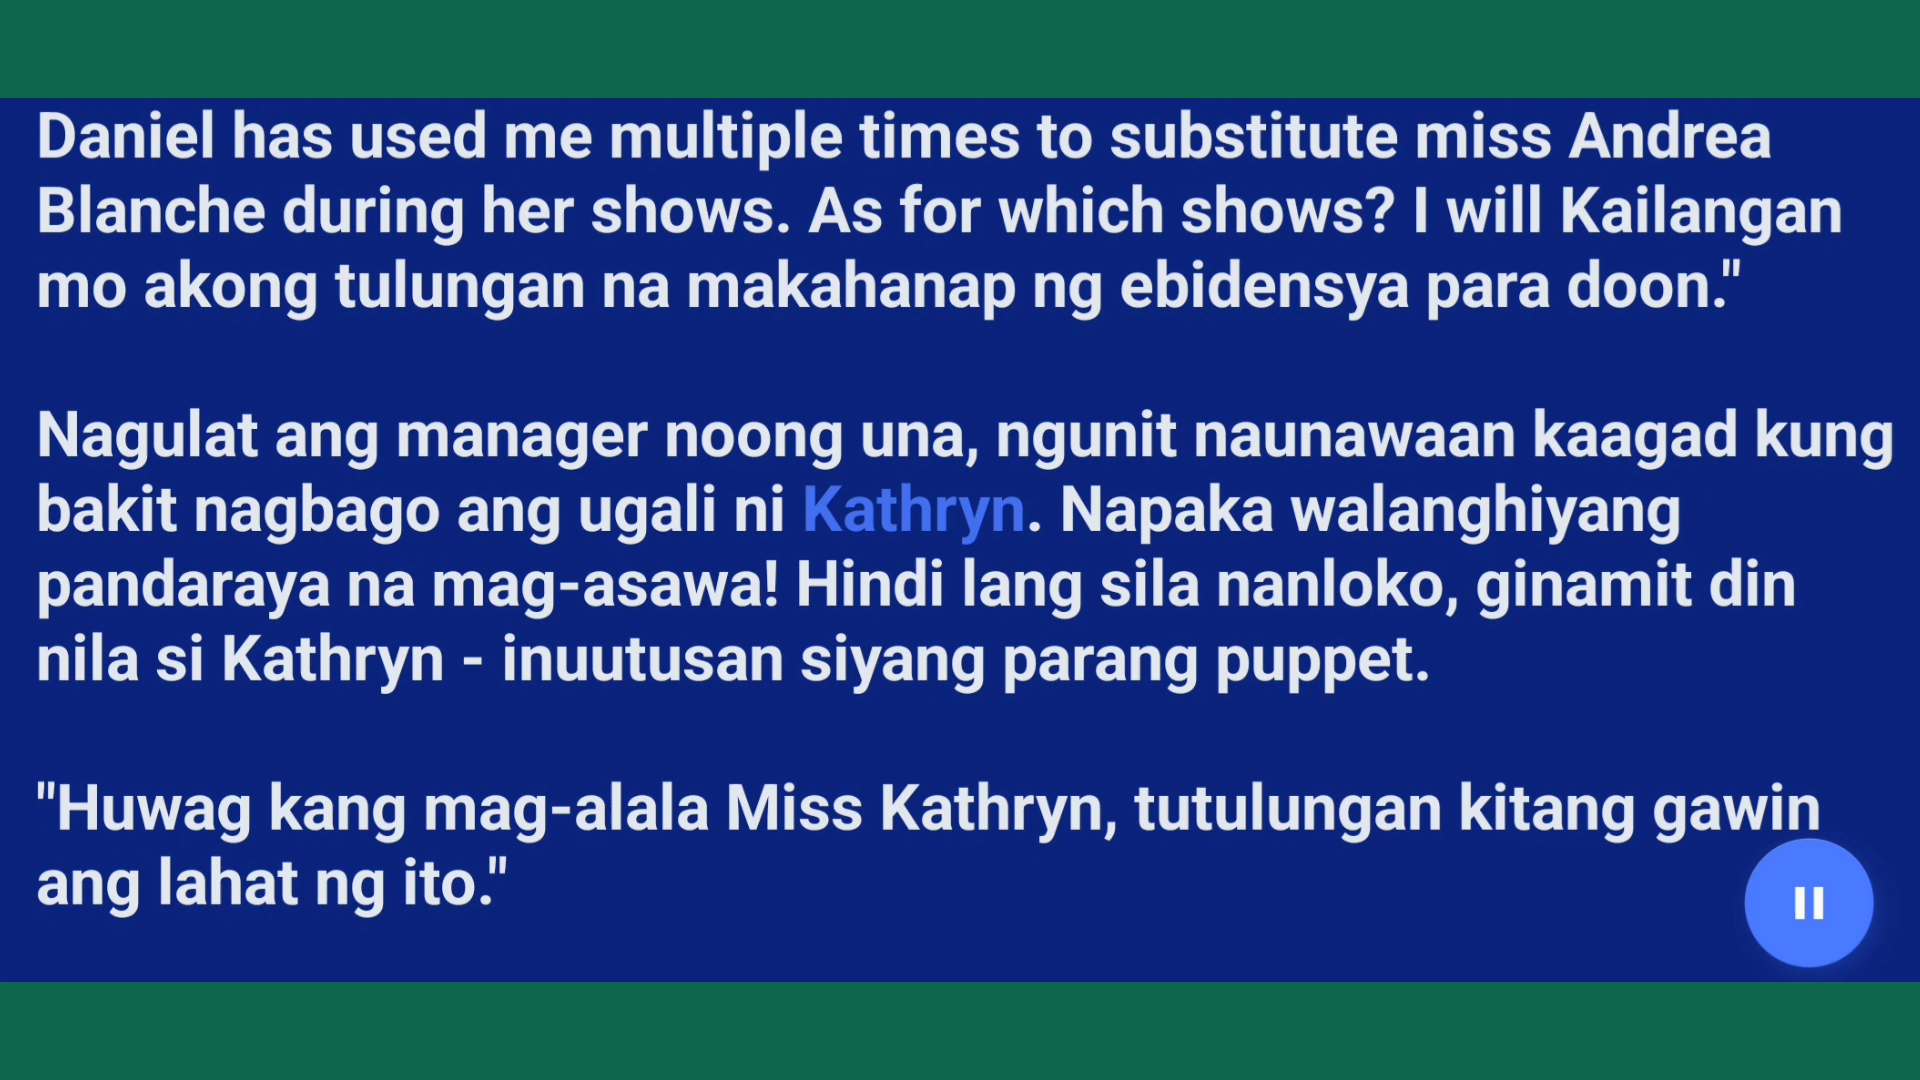 Daniel has used me multiple times to substitute miss Andrea
Blanche during her shows. As for which shows? I will Kailangan
mo akong tulungan na makahanap ng ebidensya para doon."
Nagulat ang manager noong una, ngunit naunawaan kaagad kung
bakit nagbago ang ugali ni Kathryn. Napaka walanghiyang
pandaraya na mag-asawa! Hindi lang sila nanloko, ginamit din
nila si Kathryn - inuutusan siyang parang puppet.
"Huwag kang mag-alala Miss Kathryn, tutulungan kitang gawin
ang lahat ng ito."